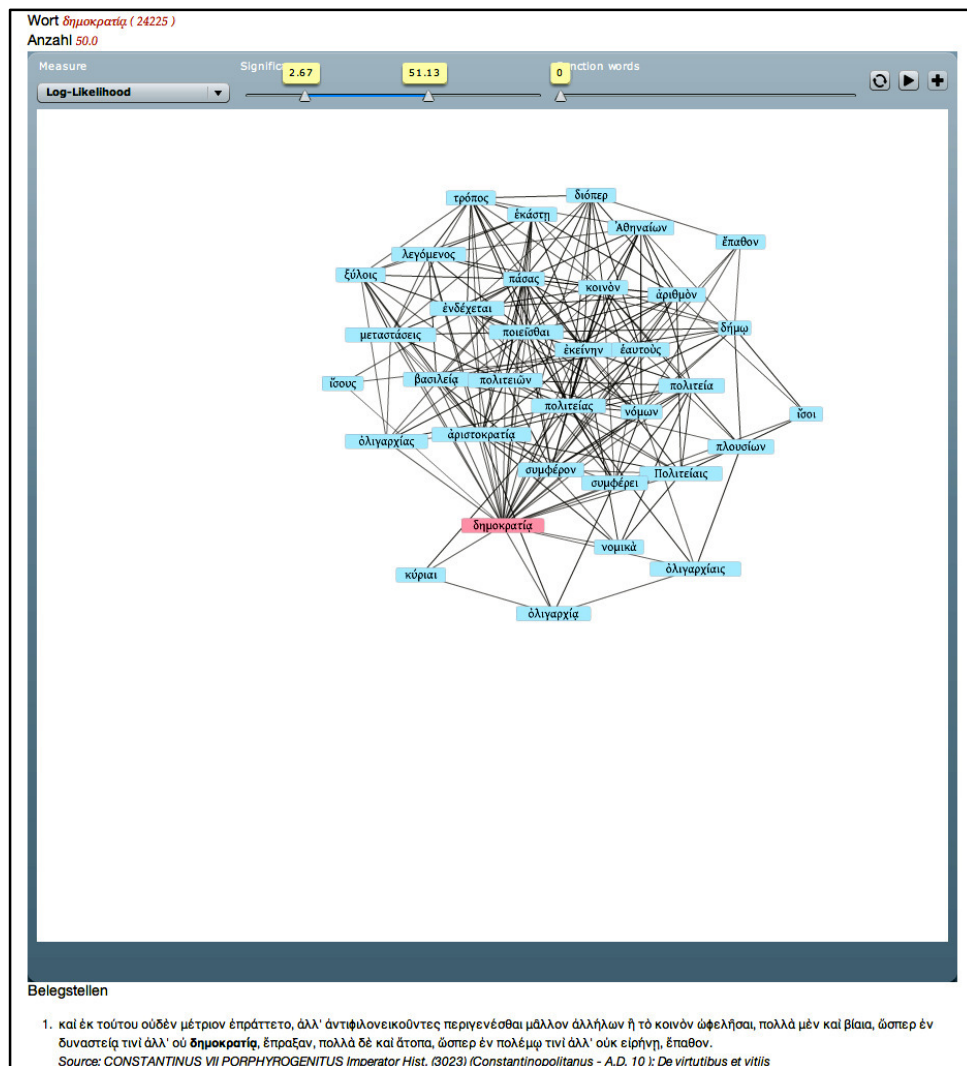 Wort δημοκρατίᾳ ( 24225 )
Anzahl 50.0
Measure
Signific
2.67
51.13
0
nction words
Log-Likelihood
τρόπος
διόπερ
ἑκάστῃ
Ἀθηναίων
ἔπαθον
λεγόμενος
ξύλοις
πάσας
κοινὸν
ἀριθμὸν
ἐνδέχεται
μεταστάσεις
ποιεῖσθαι
δήμῳ
ἐκείνην
ἑαυτοὺς
ἴσους
βασιλείᾳ
πολιτειῶν
πολιτεία
πολιτείας
νόμων
ἴσοι
ὀλιγαρχίας
ἀριστοκρατίᾳ
πλουσίων
συμφέρον
συμφέρει
Πολιτείαις
δημοκρατίᾳ
νομικὰ
κύριαι
ὀλιγαρχίαις
ὀλιγαρχίᾳ
Belegstellen
1. καὶ ἐκ τούτου οὐδὲν μέτριον ἐπράττετο, ἀλλ' ἀντιφιλονεικοῦντες περιγενέσθαι μᾶλλον ἀλλήλων ἢ τὸ κοινὸν ὠφελῆσαι, πολλὰ μὲν καὶ βίαια, ὥσπερ ἐν
δυναστείᾳ τινὶ ἀλλ' οὐ δημοκρατίᾳ, ἔπραξαν, πολλὰ δὲ καὶ ἄτοπα, ὥσπερ ἐν πολέμῳ τινὶ ἀλλ' οὐκ εἰρήνῃ, ἔπαθον.
Source: CONSTANTINUS VII PORPHYROGENITUS Imperator Hist. (3023) (Constantinopolitanus - A.D. 10 ): De virtutibus et vitiis